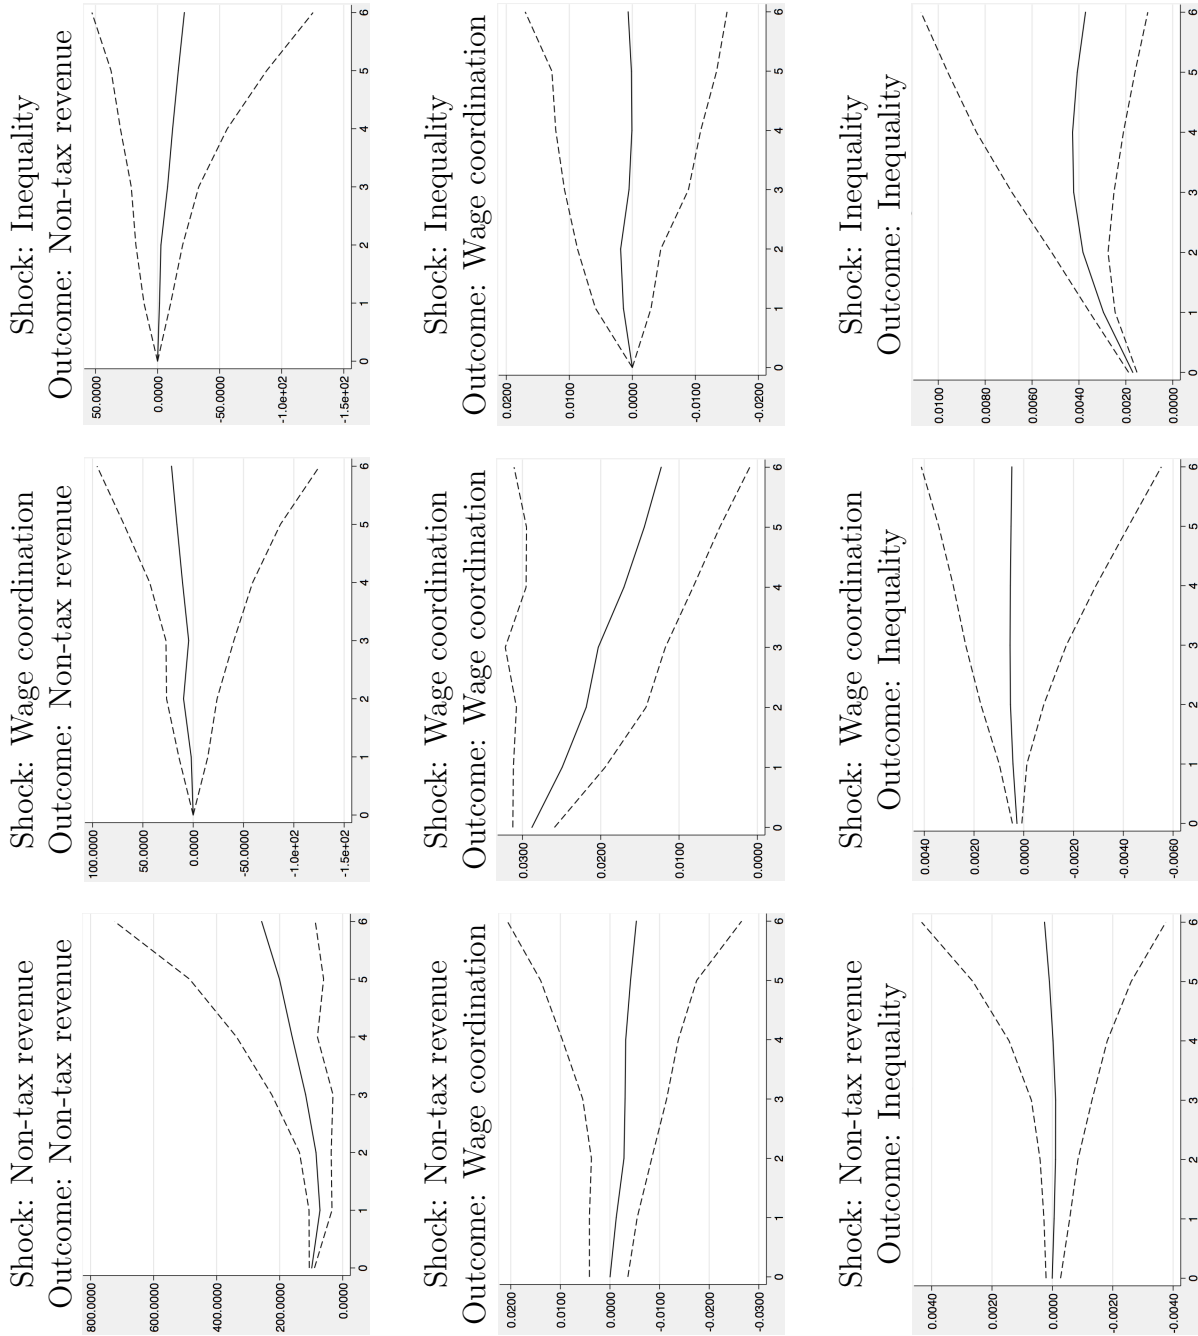 Shock: Non-tax revenue
Outcome: Non-tax revenue
800.0000
600.0000
400.0000
200.0000
0.0000
0 1 2 3 4 5 6
Shock: Wage coordination
Outcome: Non-tax revenue
100.0000
50.0000
0.0000
-50.0000
-1.0e+02
-1.5e+02
0 1 2 3 4 5 6
Shock: Inequality
Outcome: Non-tax revenue
50.0000
0.0000
-50.0000
-1.0e+02
-1.5e+02
0 1 2 3 4 5 6
Shock: Non-tax revenue
Outcome: Wage coordination
0.0200
0.0100
0.0000
-0.0100
-0.0200
-0.0300
0 1 2 3 4 5 6
Shock: Wage coordination
Outcome: Wage coordination
0.0300
0.0200
0.0100
0.0000
0 1 2 3 4 5 6
Shock: Inequality
Outcome: Wage coordination
0.0200
0.0100
0.0000
-0.0100
-0.0200
0 1 2 3 4 5 6
Shock: Non-tax revenue
Outcome: Inequality
0.0040
0.0020
0.0000
-0.0020
-0.0040
0 1 2 3 4 5 6
Shock: Wage coordination
Outcome: Inequality
0.0040
0.0020
0.0000
-0.0020
-0.0040
-0.0060
0 1 2 3 4 5 6
Shock: Inequality
Outcome: Inequality
0.0100
0.0080
0.0060
0.0040
0.0020
0.0000
0 1 2 3 4 5 6